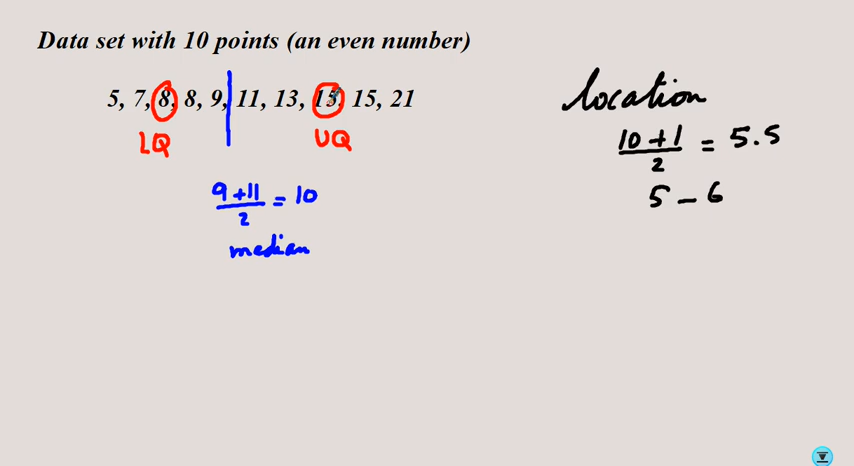 Data set with 10 points (an even number)
5, 7, 8, 8, 9, 11, 13, 15, 15, 21
LQ UQ
9+11
2
= 10
median
location
10+1
2
= 5.5
5 - 6